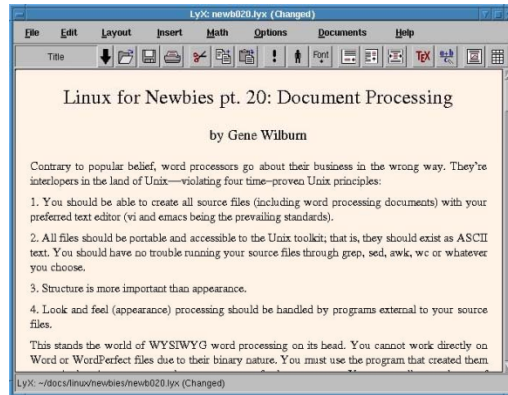 LyX: newb020.lyx (Changed)
File Edit Layout Insert Math Options Documents Help
Title Font TEX
Linux for Newbies pt. 20: Document Processing
by Gene Wilburn
Contrary to popular belief, word processors go about their business in the wrong way. They're
interlopers in the land of Unix—violating four time–proven Unix principles:
1. You should be able to create all source files (including word processing documents) with your
preferred text editor (vi and emacs being the prevailing standards).
2. All files should be portable and accessible to the Unix toolkit; that is, they should exist as ASCII
text. You should have no trouble running your source files through grep, sed, awk, wc or whatever
you choose.
3. Structure is more important than appearance.
4. Look and feel (appearance) processing should be handled by programs external to your source
files.
This stands the world of WYSIWYG word processing on its head. You cannot work directly on
Word or WordPerfect files due to their binary nature. You must use the program that created them
LyX: ~/docs/linux/newbies/newb020.lyx (Changed)